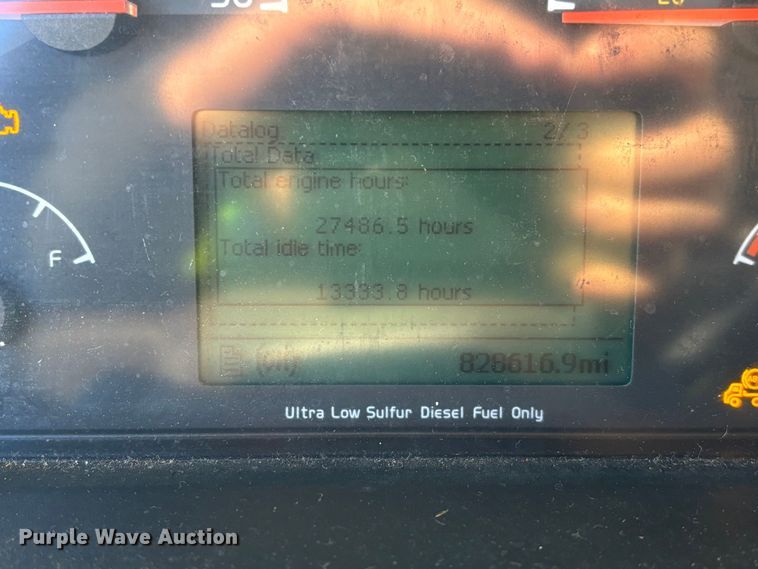 Datalog 2/3
Total Data
Total engine hours:
27486.5 hours
Total idle time:
13393.8 hours
828616.9mi
F
Ultra Low Sulfur Diesel Fuel Only
Purple Wave Auction